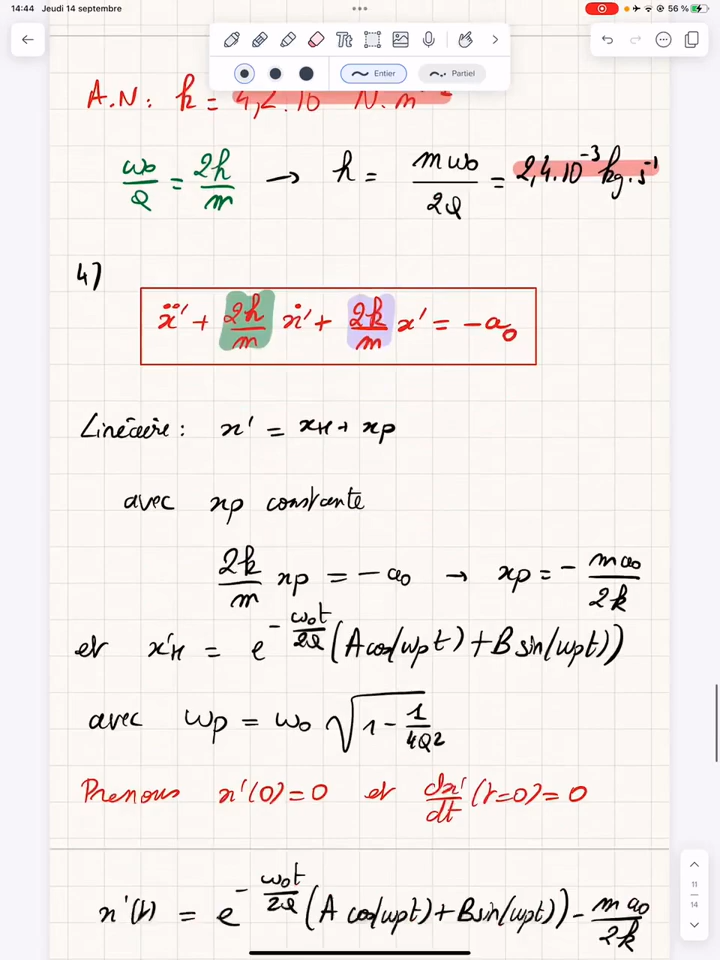 14:44 Jeudi 14 septembre 56 %
Entier Partiel
A.N: k = 4,2.10 N.m
ω₀/Q = 2h/m → h = mω₀/2Q = 2,4.10⁻³ kg.s⁻¹
4)
ẍ' + 2h/m ẋ' + 2k/m x' = -a₀
Linéaire: x' = xH + xp
avec xp constante
2k/m xp = -a₀ → xp = - ma₀/2k
et x'H = e^(-ω₀t/2Q) (A cos(ωpt) + B sin(ωpt))
avec ωp = ω₀ √(1 - 1/4Q²)
Prenons x'(0) = 0 et dx'/dt (t=0) = 0
x'(t) = e^(-ω₀t/2Q) (A cos(ωpt) + B sin(ωpt)) - ma₀/2k
11
14